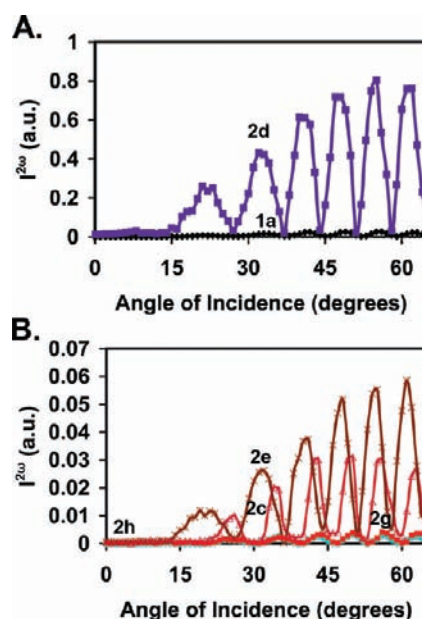 A.
1
0.8
0.6
0.4
0.2
0
I2ω (a.u.)
2d
1a
0 15 30 45 60
Angle of Incidence (degrees)
B.
0.07
0.06
0.05
0.04
0.03
0.02
0.01
0
I2ω (a.u.)
2e
2c
2g
2h
0 15 30 45 60
Angle of Incidence (degrees)